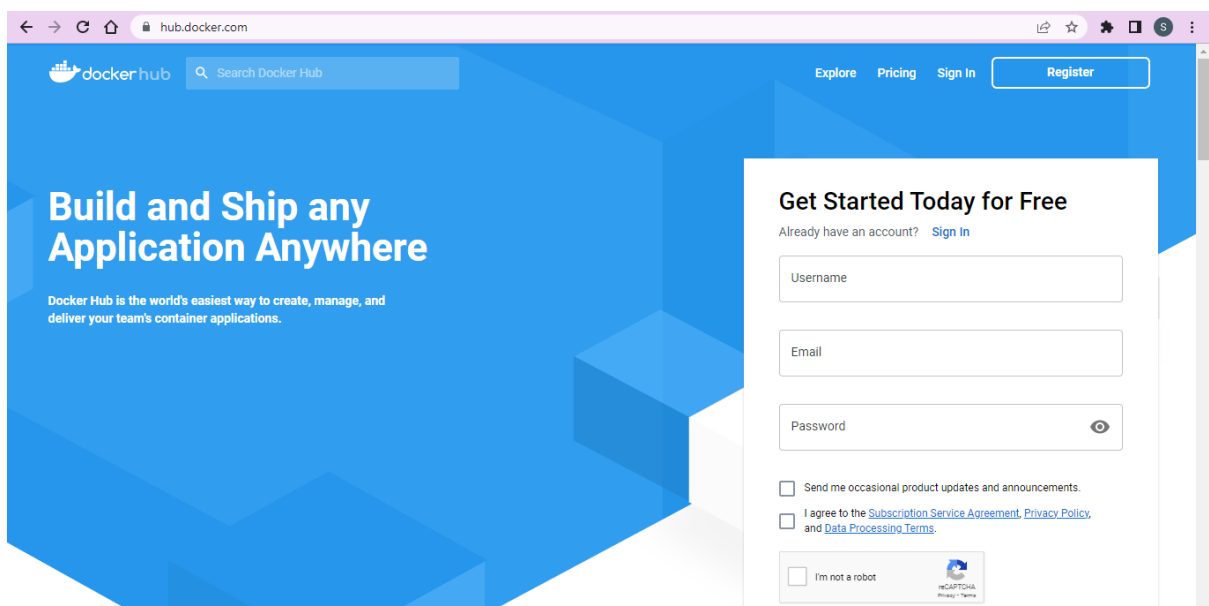 hub.docker.com
S
docker hub
Search Docker Hub
Explore
Pricing
Sign In
Register
Build and Ship any
Application Anywhere
Docker Hub is the world's easiest way to create, manage, and
deliver your team's container applications.
Get Started Today for Free
Already have an account? Sign In
Username
Email
Password
Send me occasional product updates and announcements.
I agree to the Subscription Service Agreement, Privacy Policy,
and Data Processing Terms.
I'm not a robot
reCAPTCHA
Privacy - Terms